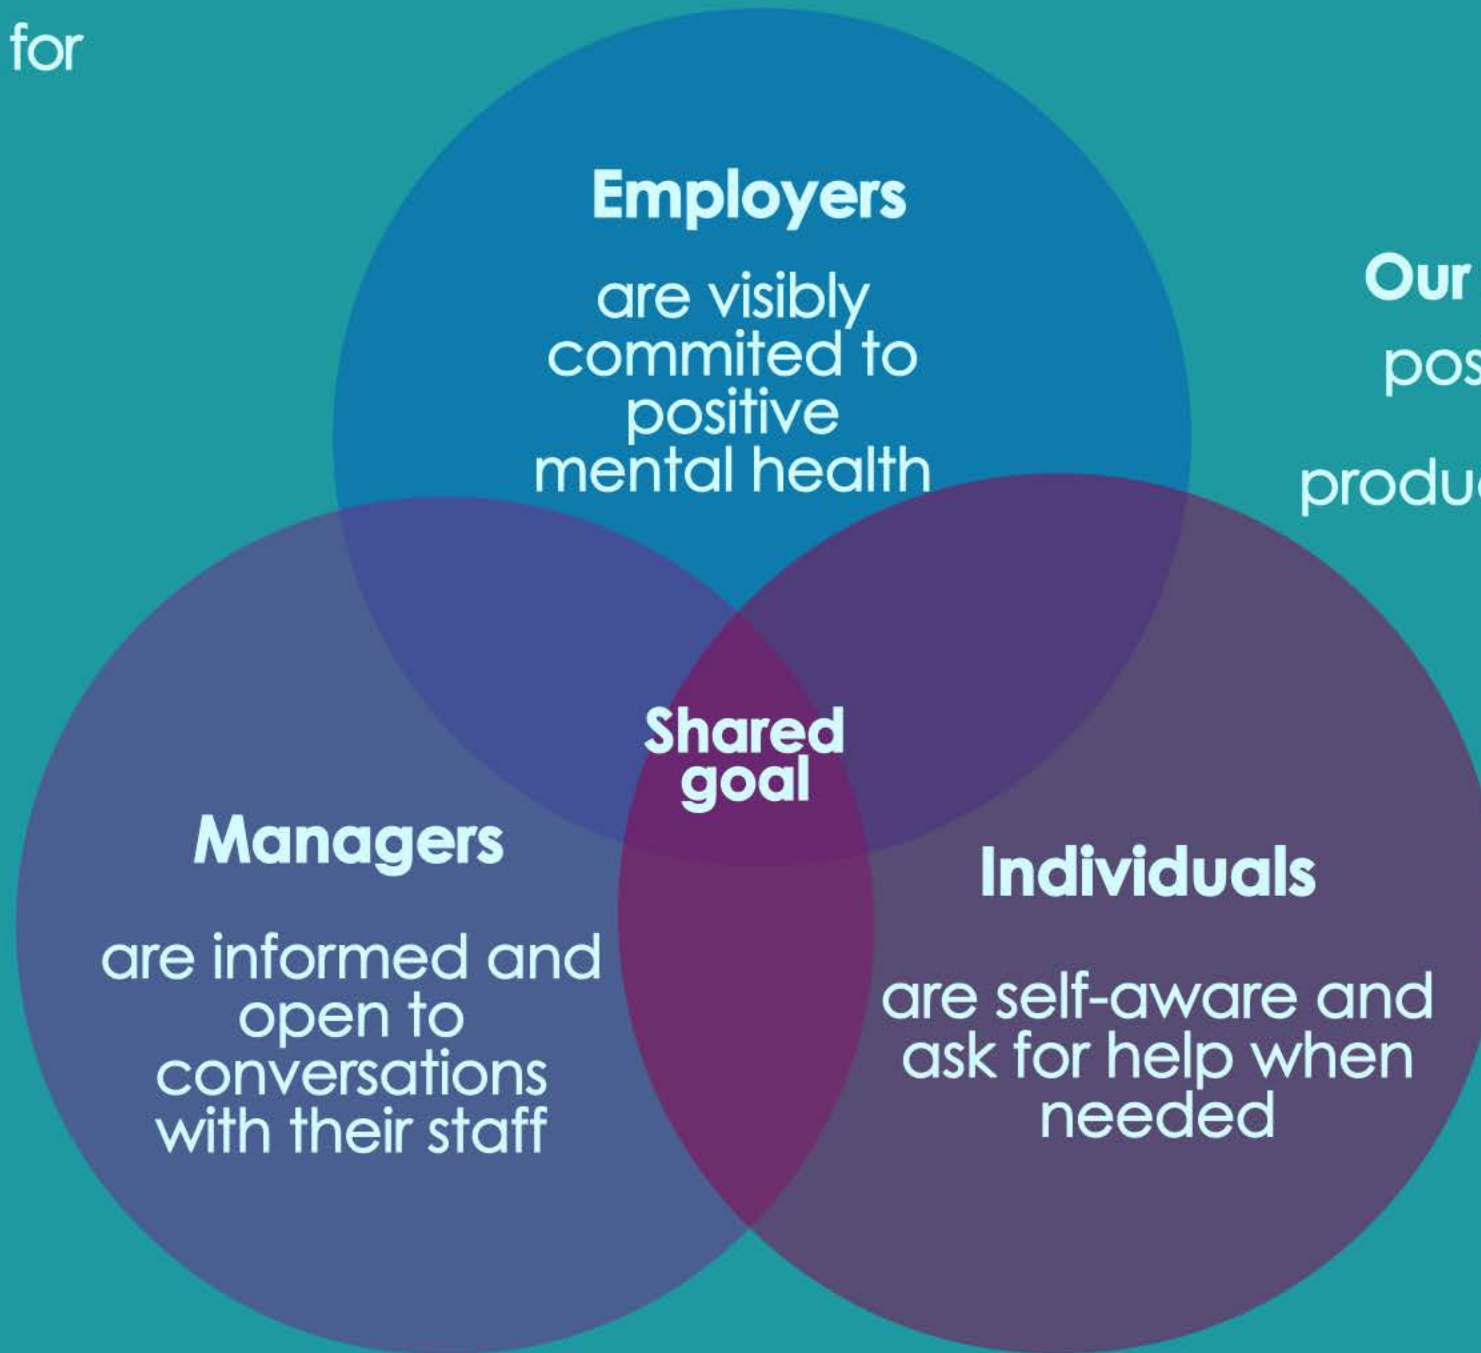 for
Employers
are visibly
commited to
positive
mental health
Our
pos
produc
Shared
goal
Managers
are informed and
open to
conversations
with their staff
Individuals
are self-aware and
ask for help when
needed